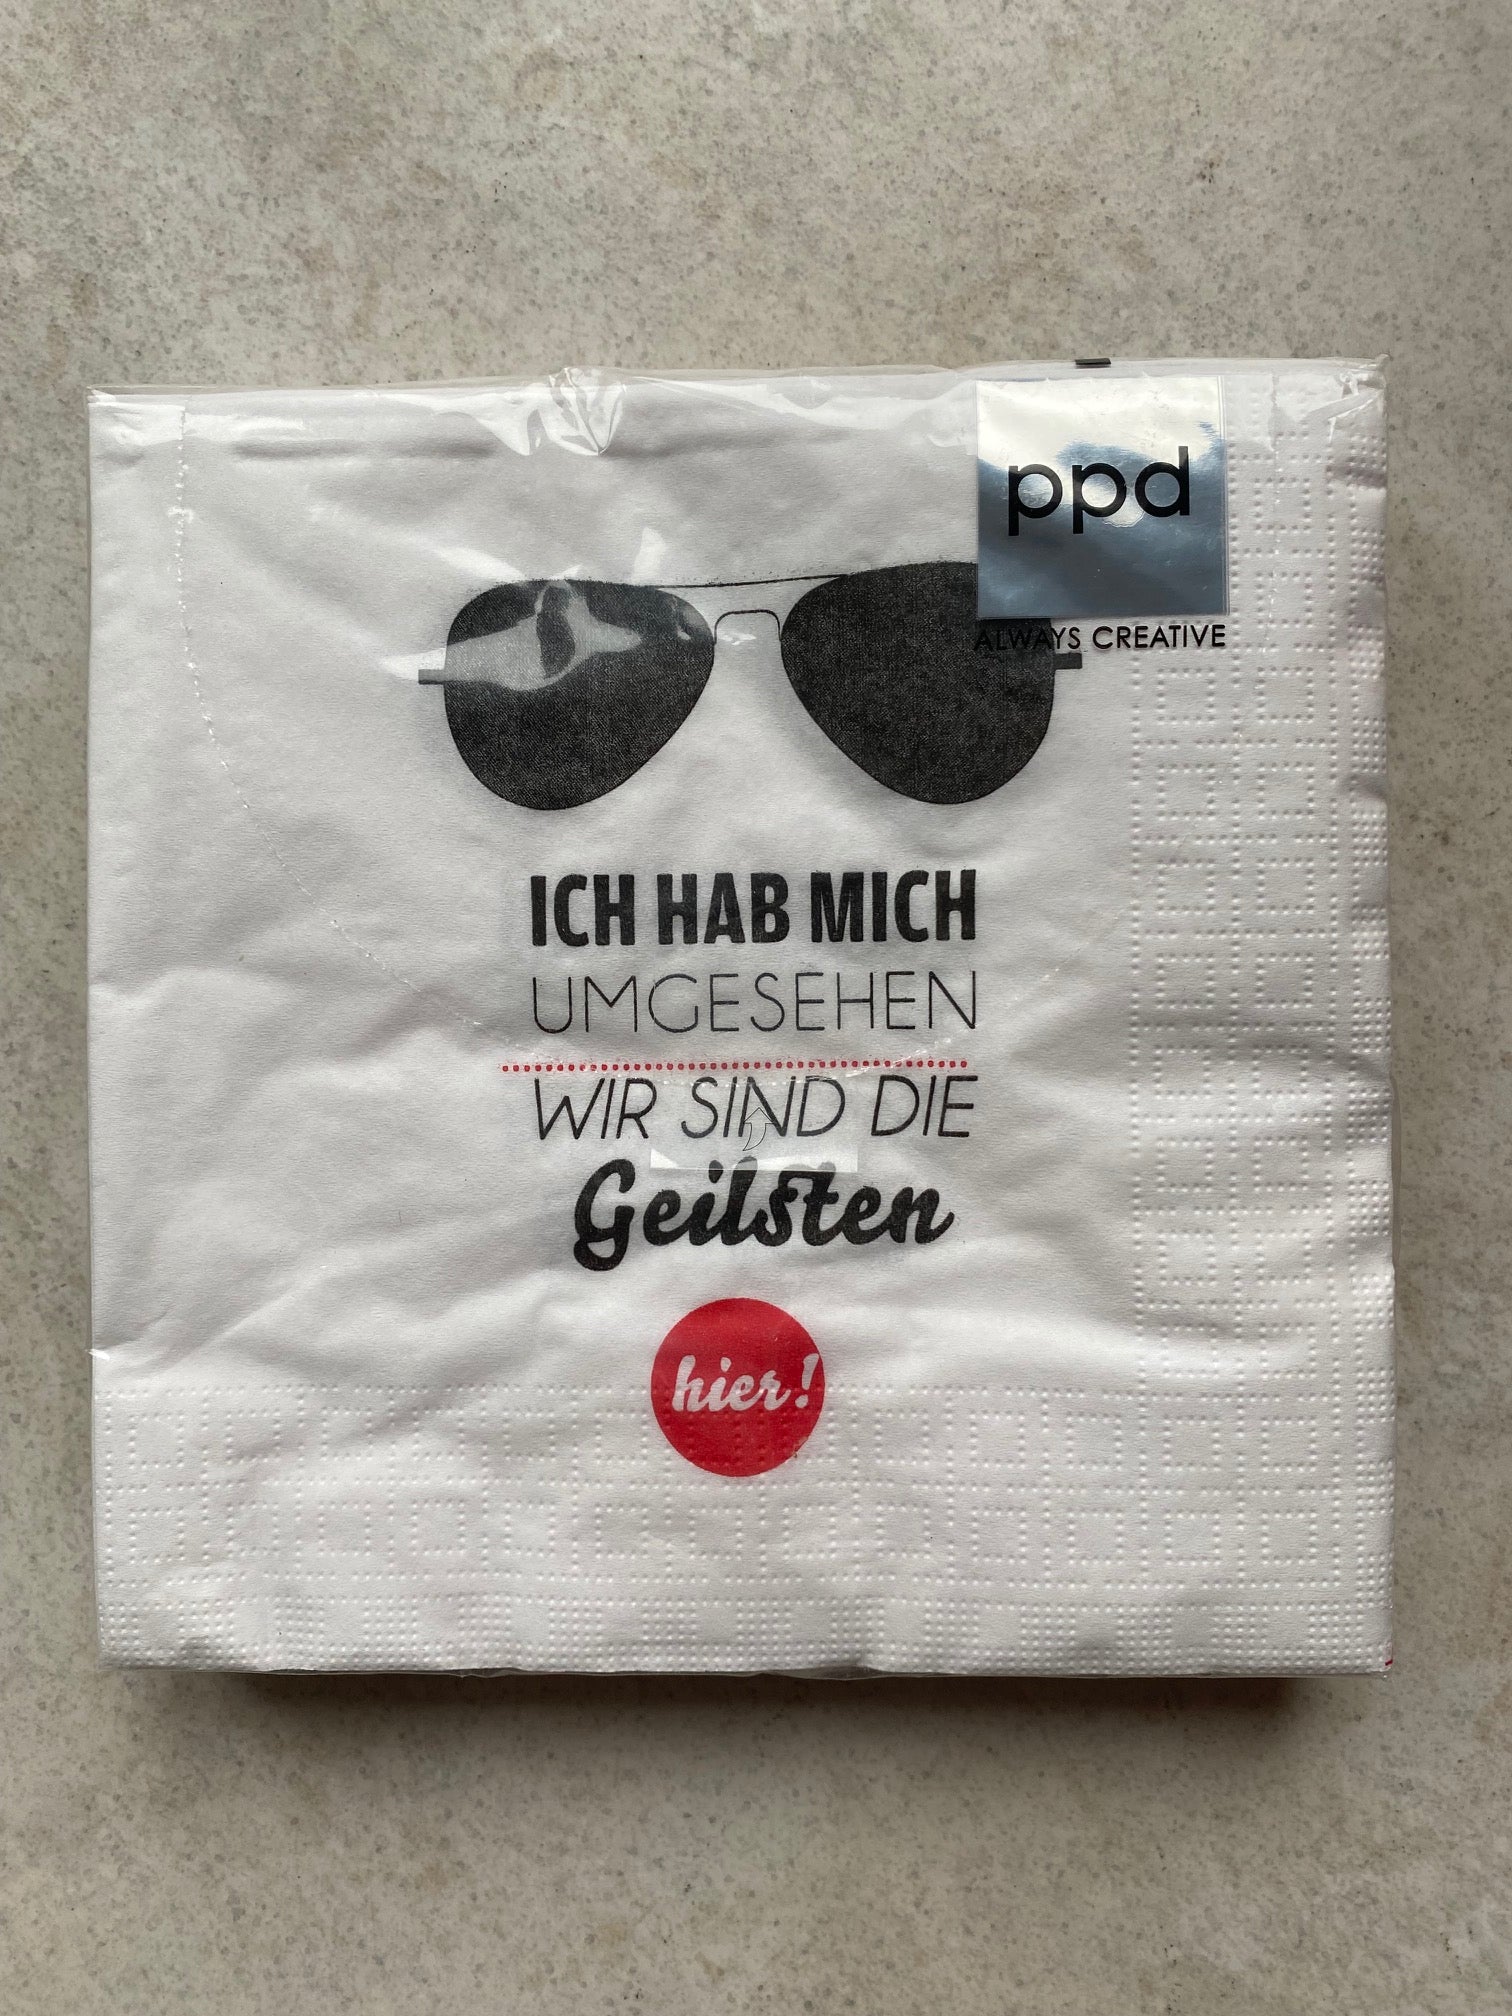 ppd
ALWAYS CREATIVE
ICH HAB MICH
UMGESEHEN
WIR SIND DIE
Geilsten
hier!